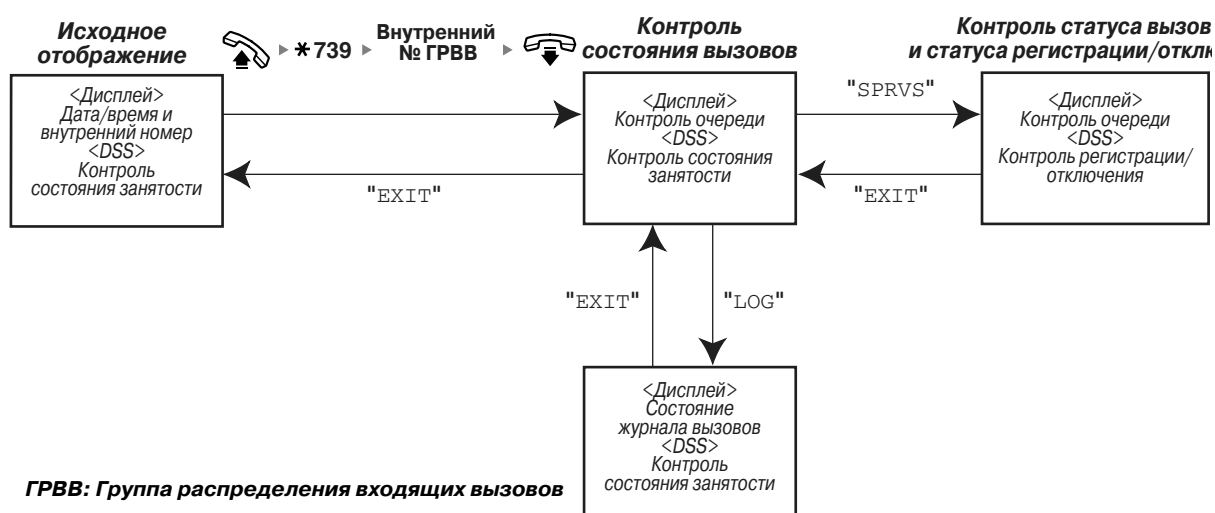 Исходное
отображение
*739
Внутренний
№ ГРВВ
Контроль
состояния вызовов
Контроль статуса вызов
и статуса регистрации/отклю
<Дисплей>
Дата/время и
внутренний номер
<DSS>
Контроль
состояния занятости
"EXIT"
<Дисплей>
Контроль очереди
<DSS>
Контроль состояния
занятости
"SPRVS"
"EXIT"
<Дисплей>
Контроль очереди
<DSS>
Контроль регистрации/
отключения
"EXIT"
"LOG"
<Дисплей>
Состояние
журнала вызовов
<DSS>
Контроль
состояния занятости
ГРВВ: Группа распределения входящих вызовов